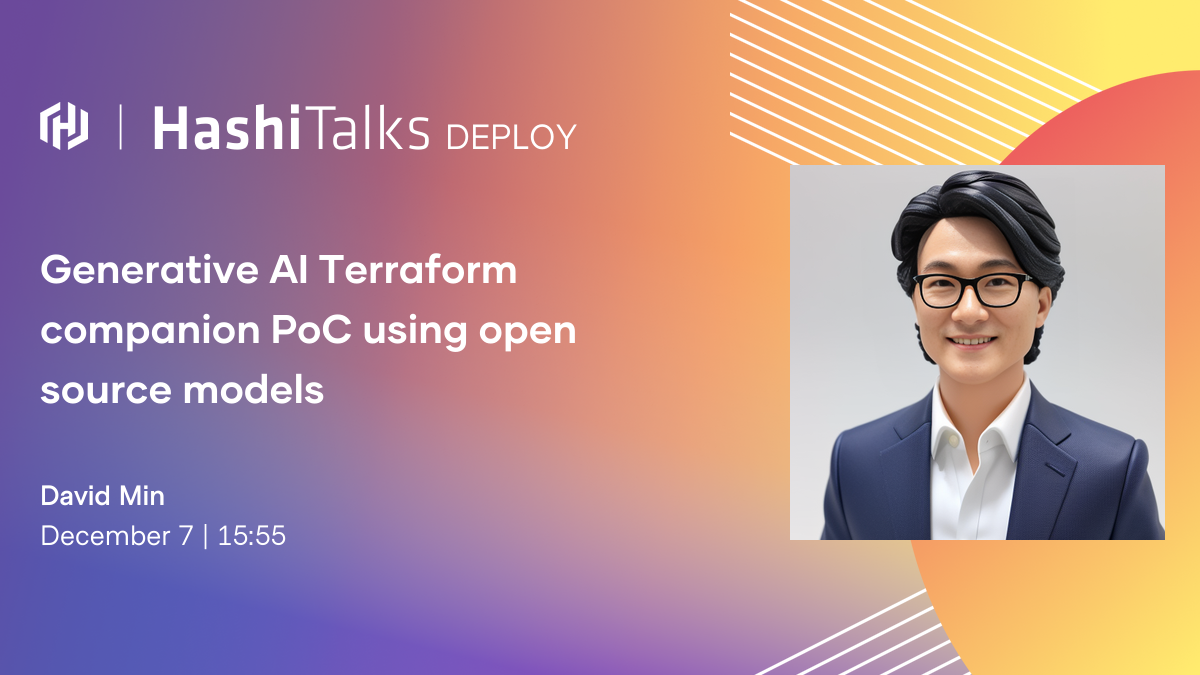 HashiTalks DEPLOY
Generative AI Terraform
companion PoC using open
source models
David Min
December 7 | 15:55